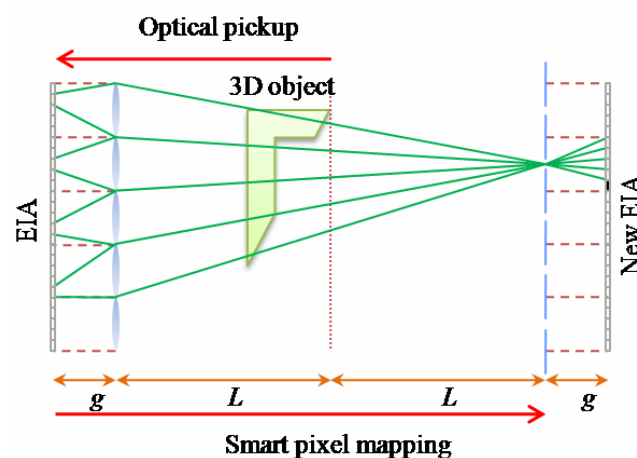 Optical pickup
3D object
EIA
New EIA
g
L
L
g
Smart pixel mapping